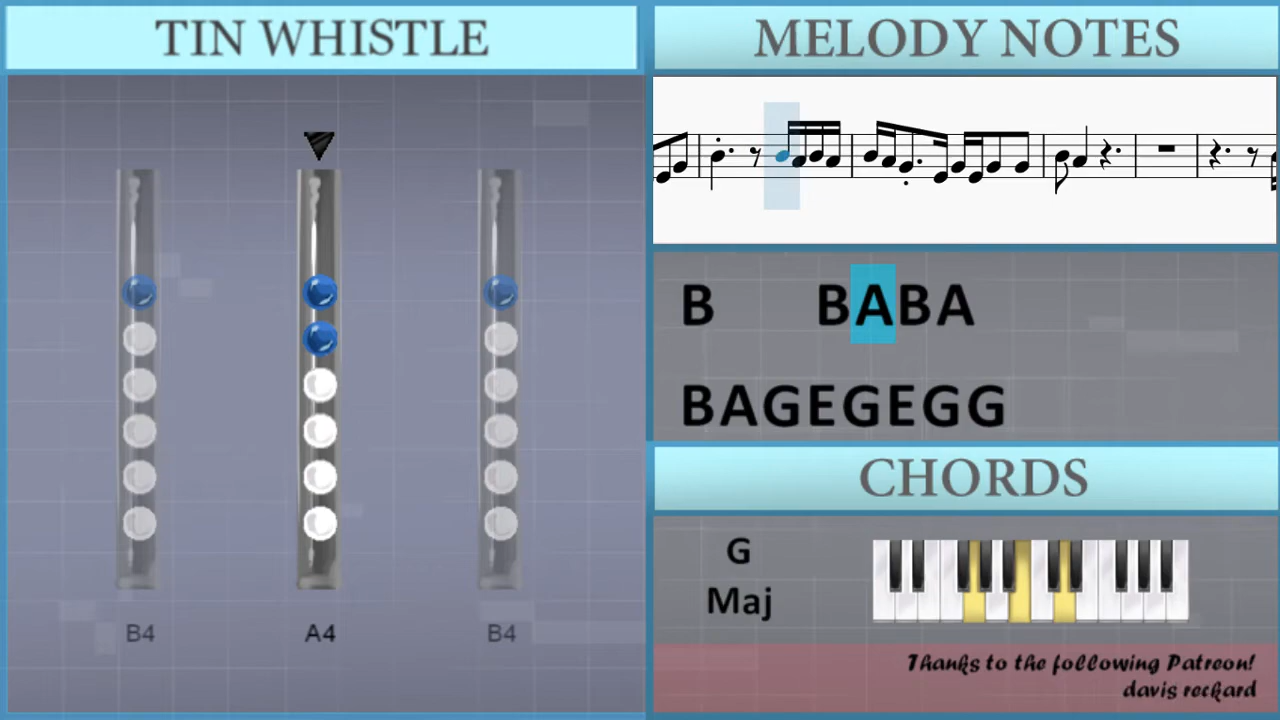 TIN WHISTLE
B4 A4 B4
MELODY NOTES
B BABA
BAGEGEGG
CHORDS
G
Maj
Thanks to the following Patreon!
davis reckard